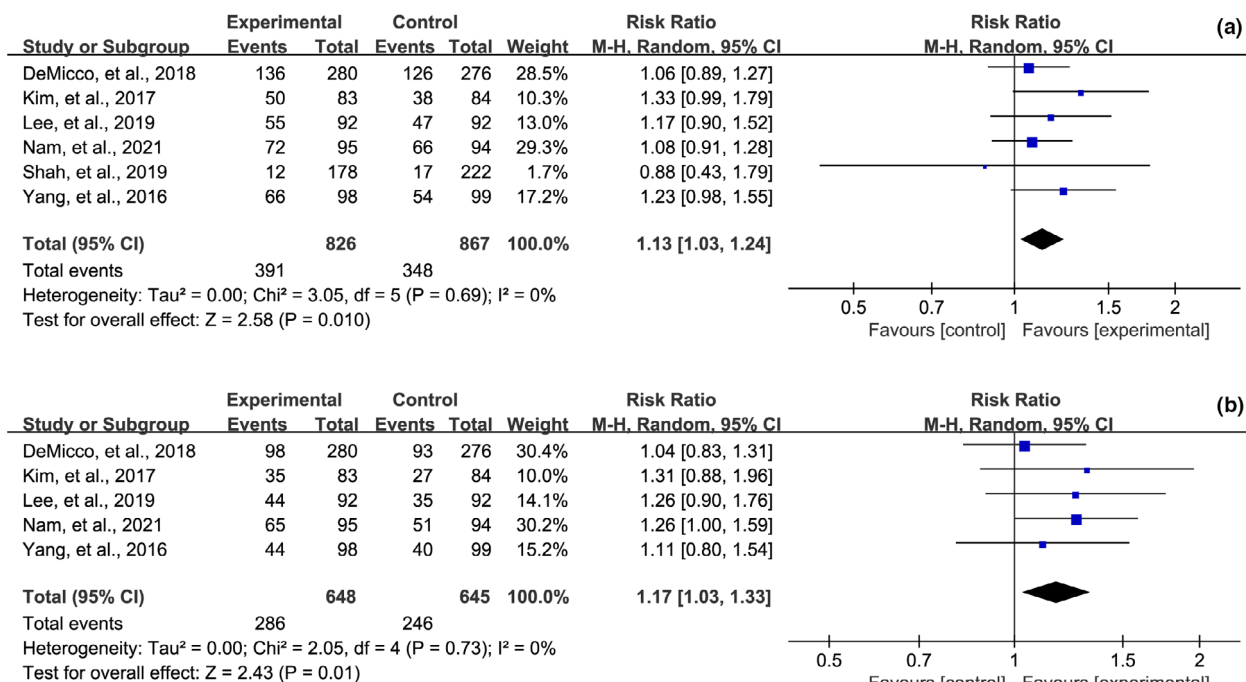 Experimental Control Risk Ratio Risk Ratio (a)
Study or Subgroup Events Total Events Total Weight M-H, Random, 95% CI M-H, Random, 95% CI
DeMicco, et al., 2018 136 280 126 276 28.5% 1.06 [0.89, 1.27]
Kim, et al., 2017 50 83 38 84 10.3% 1.33 [0.99, 1.79]
Lee, et al., 2019 55 92 47 92 13.0% 1.17 [0.90, 1.52]
Nam, et al., 2021 72 95 66 94 29.3% 1.08 [0.91, 1.28]
Shah, et al., 2019 12 178 17 222 1.7% 0.88 [0.43, 1.79]
Yang, et al., 2016 66 98 54 99 17.2% 1.23 [0.98, 1.55]
Total (95% CI) 826 867 100.0% 1.13 [1.03, 1.24]
Total events 391 348
Heterogeneity: Tau² = 0.00; Chi² = 3.05, df = 5 (P = 0.69); I² = 0%
Test for overall effect: Z = 2.58 (P = 0.010)
0.5 0.7 1 1.5 2
Favours [control] Favours [experimental]
Experimental Control Risk Ratio Risk Ratio (b)
Study or Subgroup Events Total Events Total Weight M-H, Random, 95% CI M-H, Random, 95% CI
DeMicco, et al., 2018 98 280 93 276 30.4% 1.04 [0.83, 1.31]
Kim, et al., 2017 35 83 27 84 10.0% 1.31 [0.88, 1.96]
Lee, et al., 2019 44 92 35 92 14.1% 1.26 [0.90, 1.76]
Nam, et al., 2021 65 95 51 94 30.2% 1.26 [1.00, 1.59]
Yang, et al., 2016 44 98 40 99 15.2% 1.11 [0.80, 1.54]
Total (95% CI) 648 645 100.0% 1.17 [1.03, 1.33]
Total events 286 246
Heterogeneity: Tau² = 0.00; Chi² = 2.05, df = 4 (P = 0.73); I² = 0%
Test for overall effect: Z = 2.43 (P = 0.01)
0.5 0.7 1 1.5 2
Favours [control] Favours [experimental]